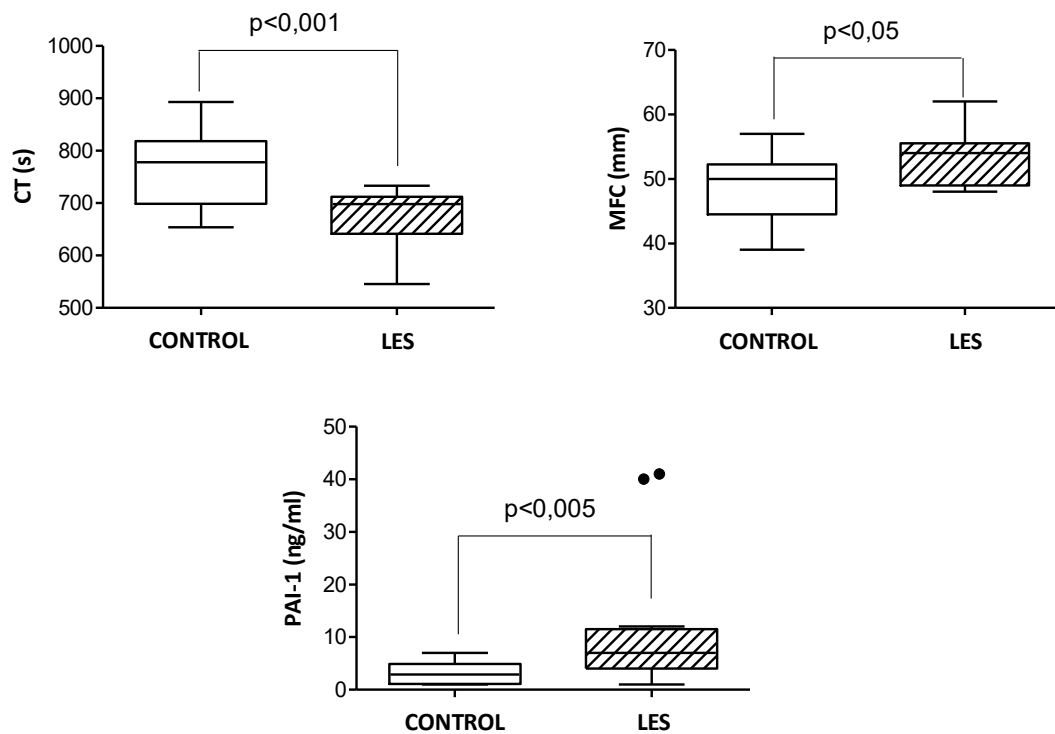 p<0,001
1000
900
800
700
600
500
CT (s)
CONTROL LES
p<0,05
70
60
50
40
30
MFC (mm)
CONTROL LES
50
40
30
20
10
0
PAI-1 (ng/ml)
p<0,005
CONTROL LES